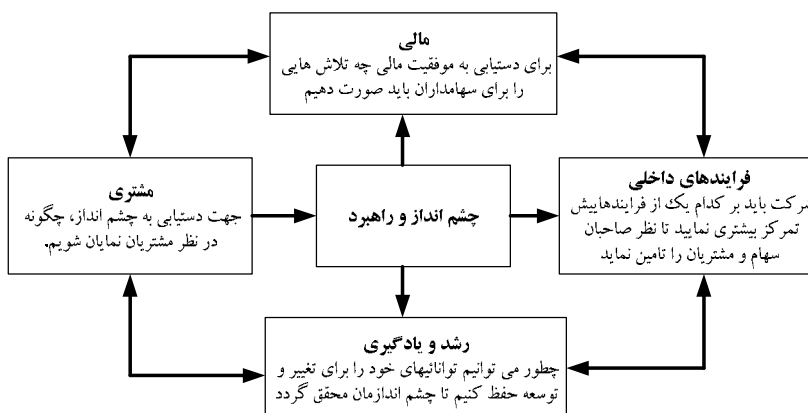 مالی
برای دستیابی به موفقیت مالی چه تلاش هایی
را برای سهامداران باید صورت دهیم
فرایندهای داخلی
شرکت باید بر کدام یک از فرایندهاییش
تمرکز بیشتری نمایید تا نظر صاحبان
سهام و مشتریان را تامین نماید
چشم انداز و راهبرد
مشتری
جهت دستیابی به چشم انداز، چگونه
در نظر مشتریان نمایان شویم.
رشد و یادگیری
چطور می توانیم توانائیهای خود را برای تغییر و
توسعه حفظ کنیم تا چشم اندازمان محقق گردد